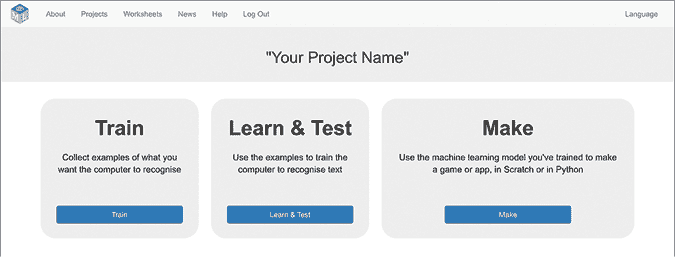 About Projects Worksheets News Help Log Out Language
"Your Project Name"
Train
Collect examples of what you
want the computer to recognise
Train
Learn & Test
Use the examples to train the
computer to recognise text
Learn & Test
Make
Use the machine learning model you've trained to make
a game or app, in Scratch or in Python
Make